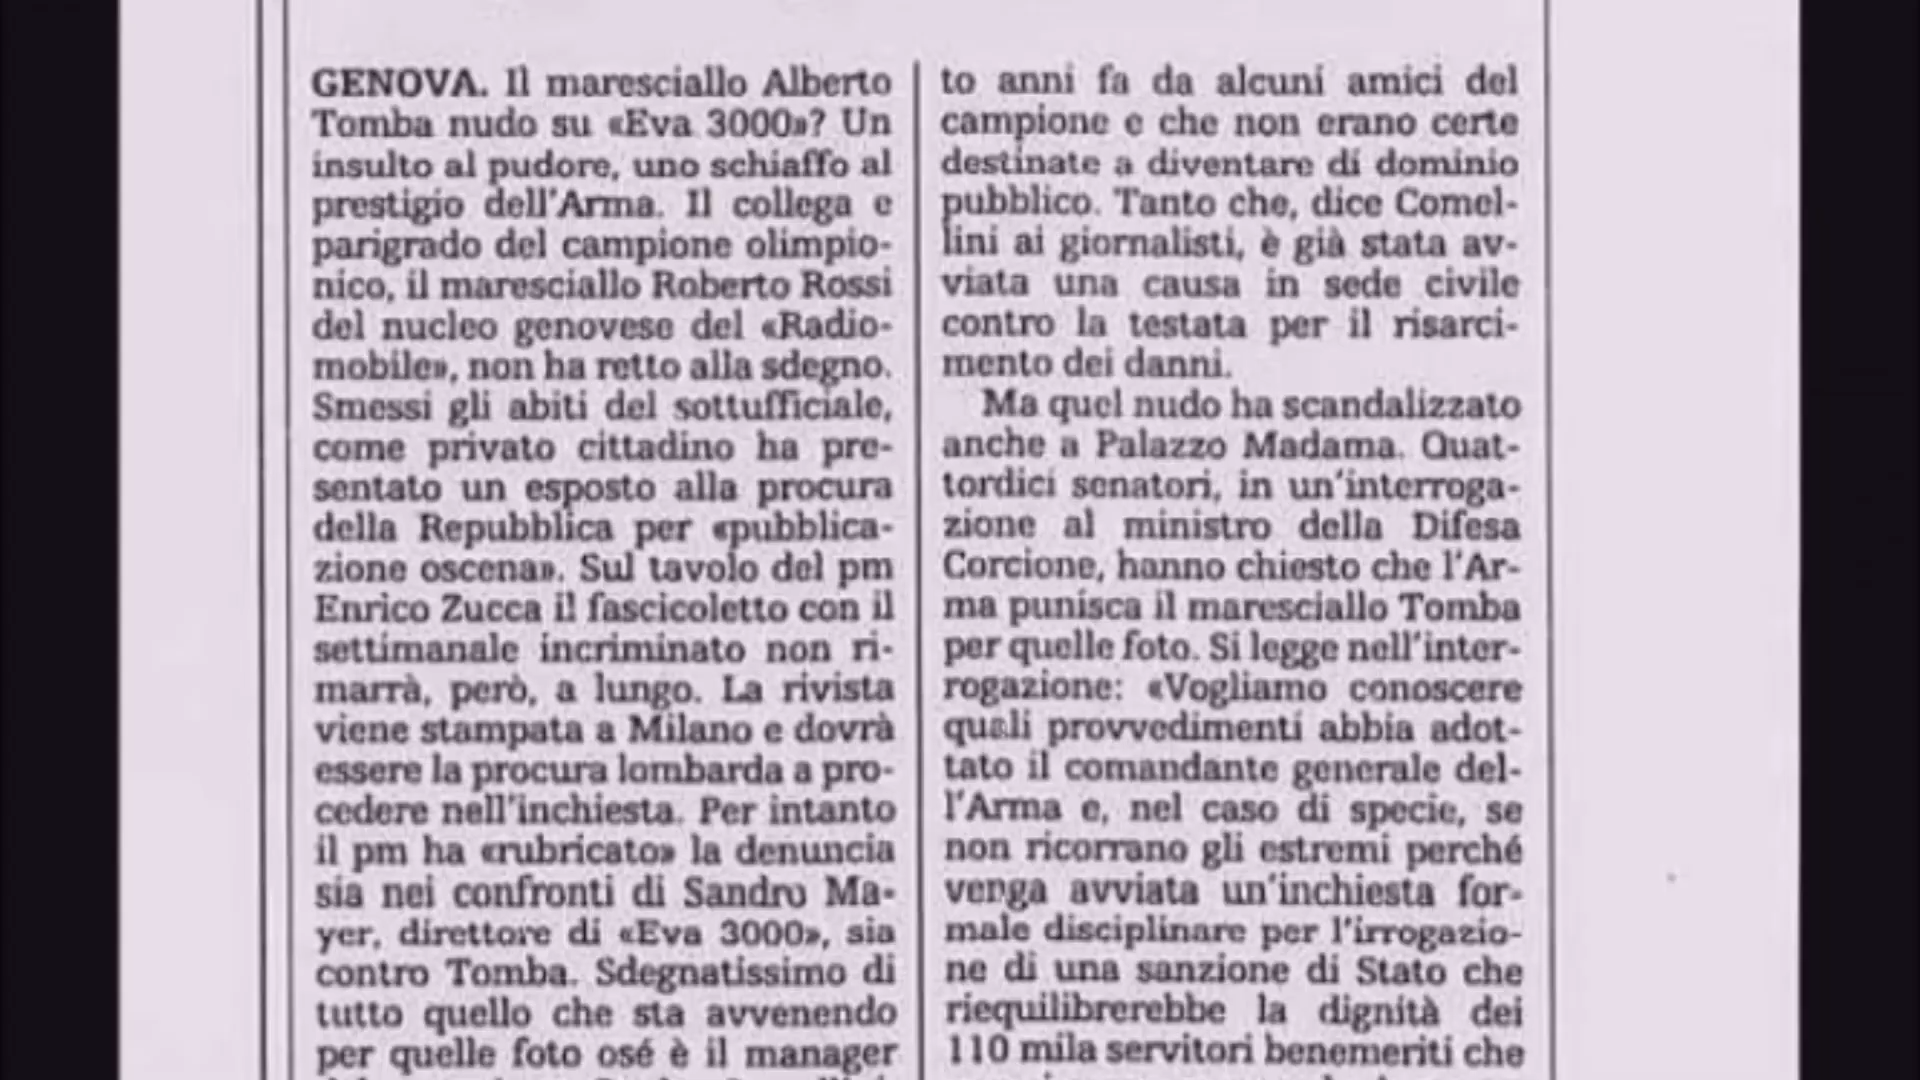 GENOVA. Il maresciallo Alberto
Tomba nudo su «Eva 3000»? Un
insulto al pudore, uno schiaffo al
prestigio dell'Arma. Il collega e
parigrado del campione olimpio-
nico, il maresciallo Roberto Rossi
del nucleo genovese del «Radio-
mobile», non ha retto alla sdegno.
Smessi gli abiti del sottufficiale,
come privato cittadino ha pre-
sentato un esposto alla procura
della Repubblica per «pubblica-
zione oscena». Sul tavolo del pm
Enrico Zucca il fascicoletto con il
settimanale incriminato non ri-
marrà, però, a lungo. La rivista
viene stampata a Milano e dovrà
essere la procura lombarda a pro-
cedere nell'inchiesta. Per intanto
il pm ha «rubricato» la denuncia
sia nei confronti di Sandro Ma-
yer, direttore di «Eva 3000», sia
contro Tomba. Sdegnatissimo di
tutto quello che sta avvenendo
per quelle foto osé è il manager
to anni fa da alcuni amici del
campione e che non erano certe
destinate a diventare di dominio
pubblico. Tanto che, dice Comel-
lini ai giornalisti, è già stata av-
viata una causa in sede civile
contro la testata per il risarci-
mento dei danni.
Ma quel nudo ha scandalizzato
anche a Palazzo Madama. Quat-
tordici senatori, in un'interroga-
zione al ministro della Difesa
Corcione, hanno chiesto che l'Ar-
ma punisca il maresciallo Tomba
per quelle foto. Si legge nell'inter-
rogazione: «Vogliamo conoscere
quali provvedimenti abbia adot-
tato il comandante generale del-
l'Arma e, nel caso di specie, se
non ricorrano gli estremi perché
venga avviata un'inchiesta for-
male disciplinare per l'irrogazio-
ne di una sanzione di Stato che
riequilibrerebbe la dignità dei
110 mila servitori benemeriti che